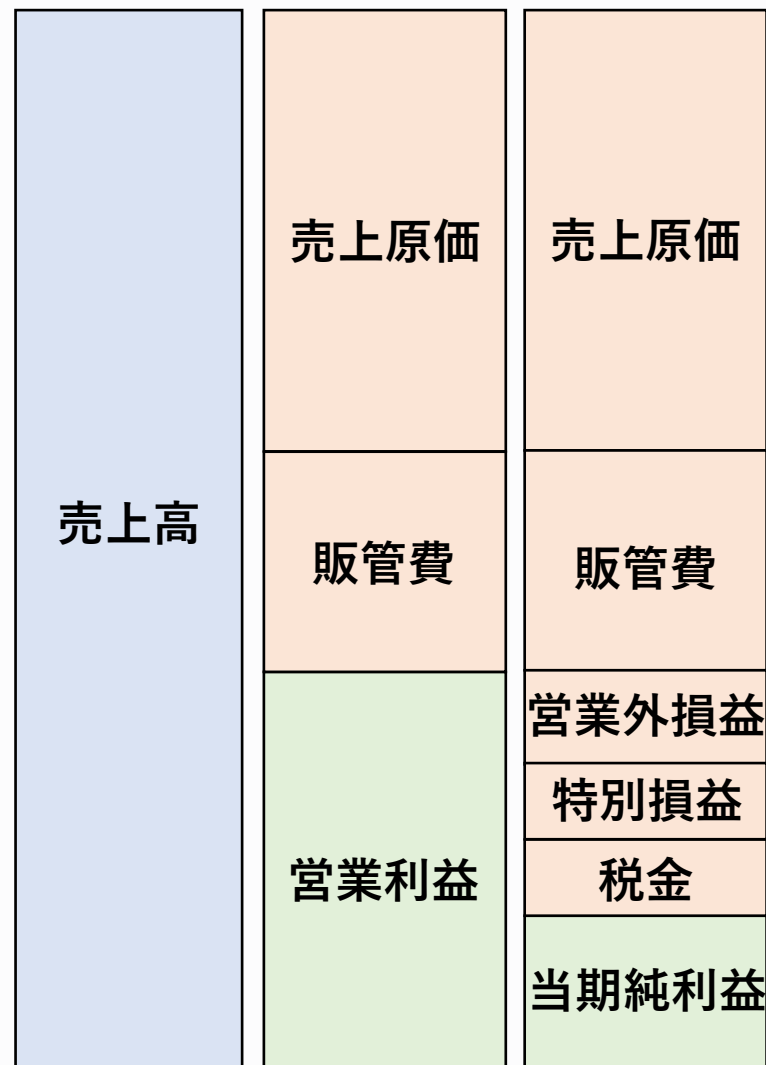 売上高
売上原価
販管費
営業利益
売上原価
販管費
営業外損益
特別損益
税金
当期純利益